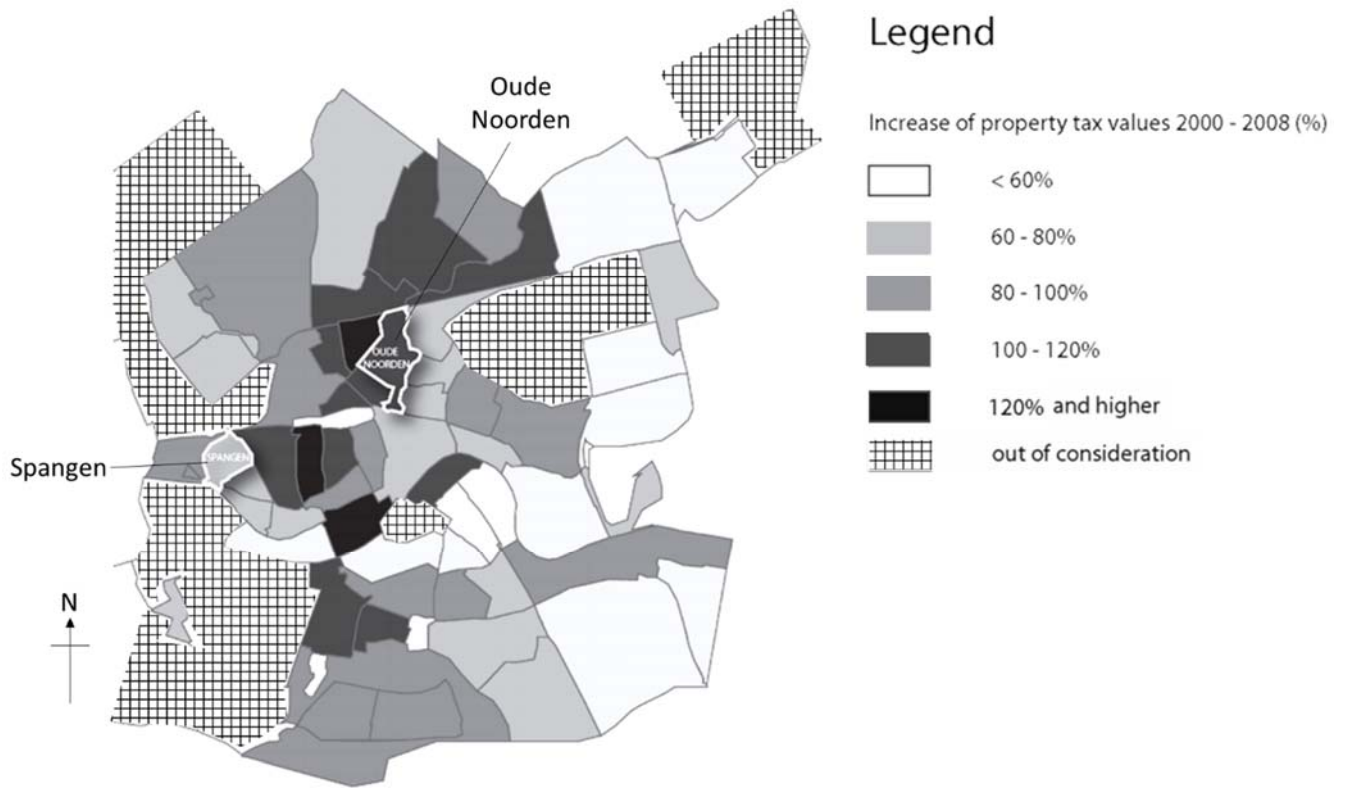 Legend
Oude
Noorden
Increase of property tax values 2000 - 2008 (%)
< 60%
60 - 80%
80 - 100%
100 - 120%
120% and higher
out of consideration
OUDE
NOORDEN
Spangen
SPANGEN
N